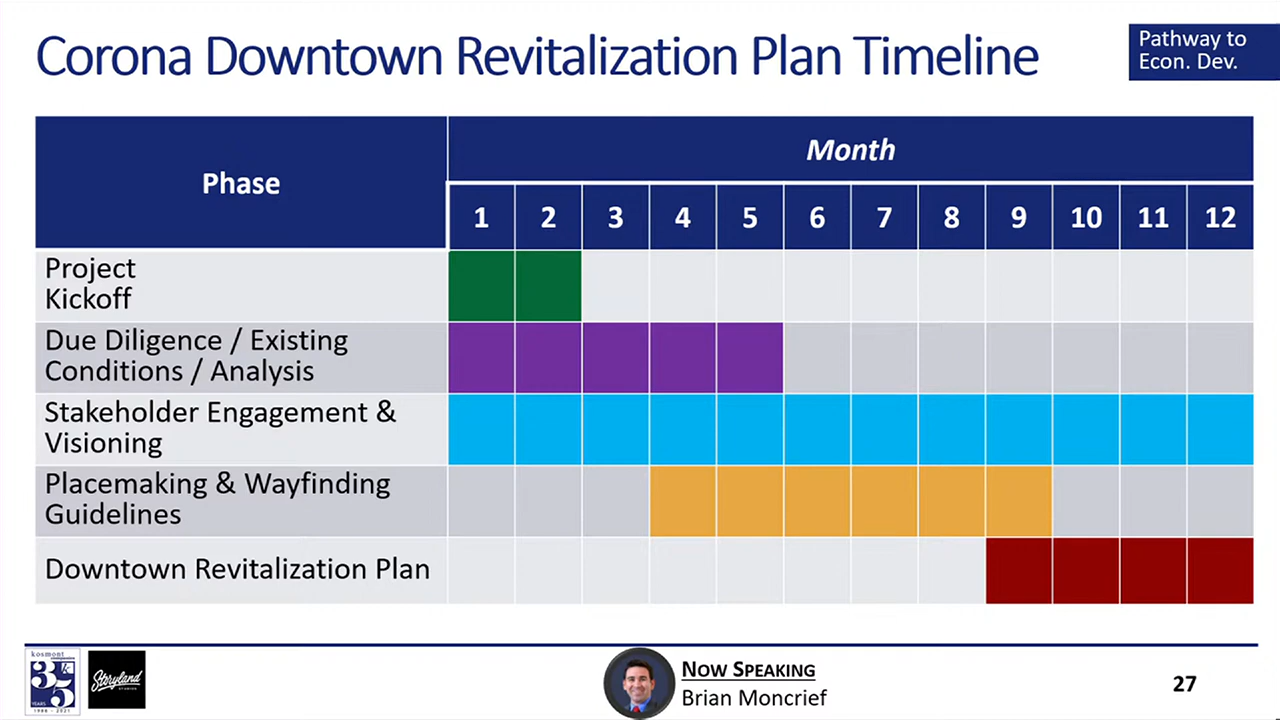 Corona Downtown Revitalization Plan Timeline
Pathway to
Econ. Dev.
Phase
Month
1 2 3 4 5 6 7 8 9 10 11 12
Project
Kickoff
Due Diligence / Existing
Conditions / Analysis
Stakeholder Engagement &
Visioning
Placemaking & Wayfinding
Guidelines
Downtown Revitalization Plan
kosmont
companies
35
YEARS
1986 - 2021
Storyland
STUDIOS
NOW SPEAKING
Brian Moncrief
27